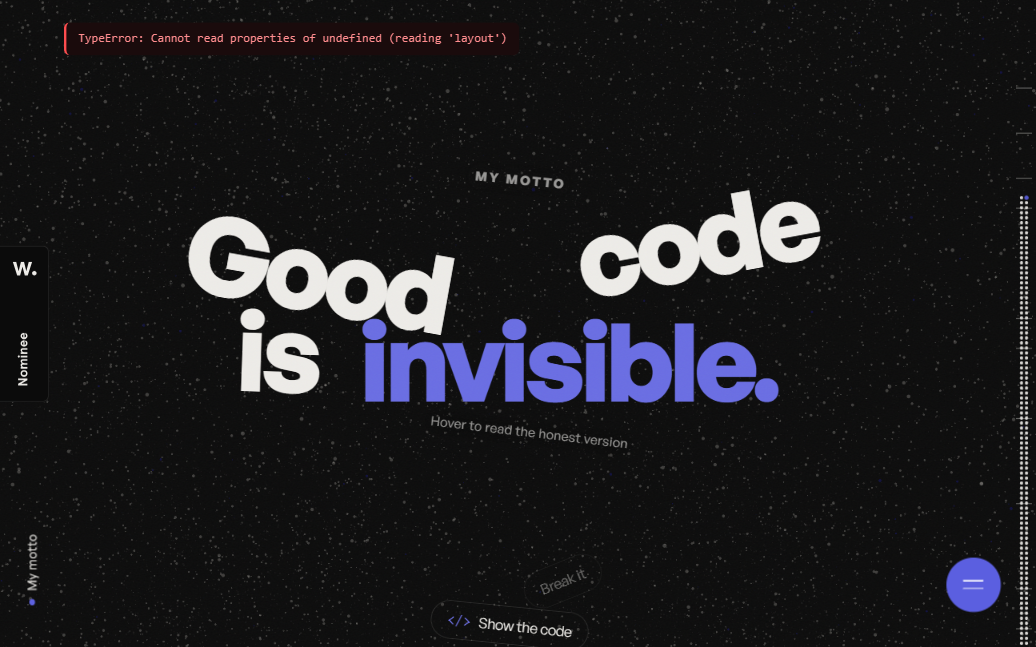 TypeError: Cannot read properties of undefined (reading 'layout')
MY MOTTO
Good code
is invisible.
Hover to read the honest version
W.
Nominee
My motto
Break it
</> Show the code